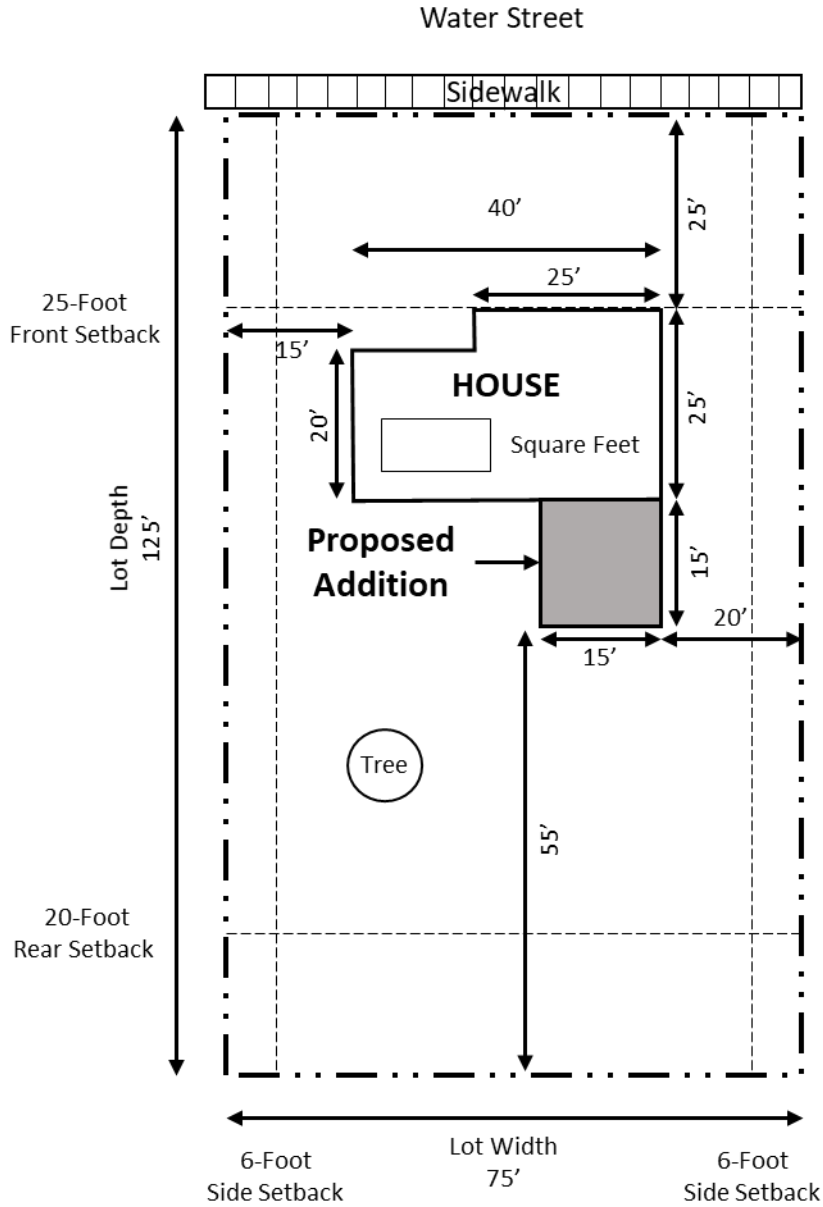 Water Street
Sidewalk
40’
25’
25’
25-Foot
Front Setback
15’
HOUSE
20’
25’
Square Feet
Lot Depth
125’
Proposed
Addition
15’
20’
15’
Tree
55’
20-Foot
Rear Setback
Lot Width
75’
6-Foot
Side Setback
6-Foot
Side Setback